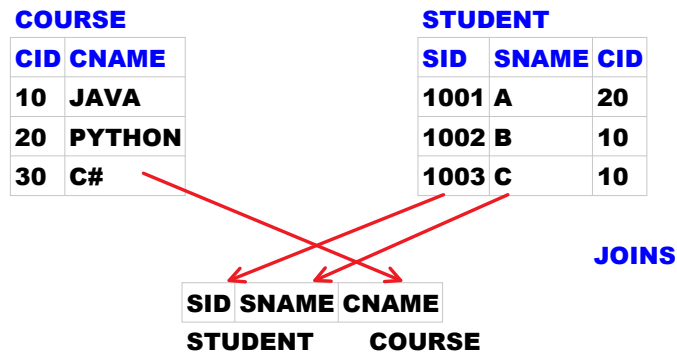 COURSE
CID CNAME
10 JAVA
20 PYTHON
30 C#
STUDENT
SID SNAME CID
1001 A 20
1002 B 10
1003 C 10
JOINS
SID SNAME CNAME
STUDENT COURSE